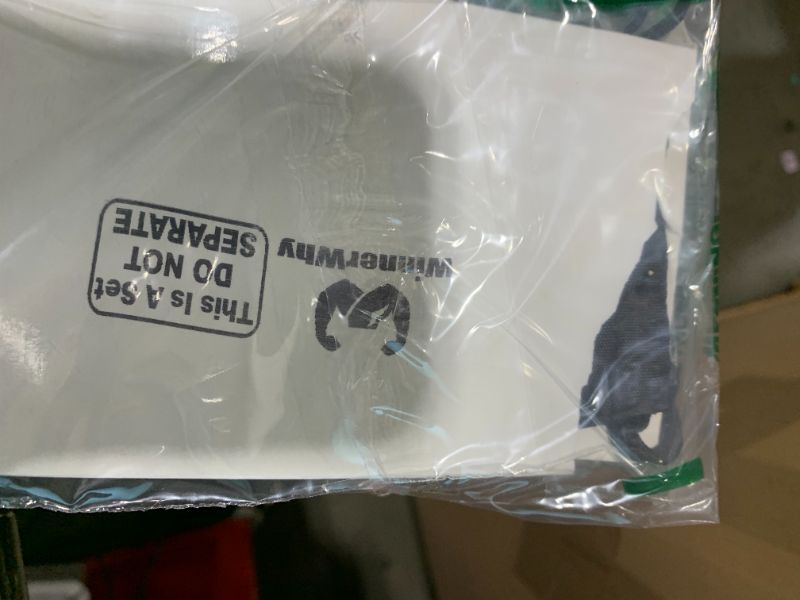 This Is A Set
DO NOT
SEPARATE
WinnerWhy